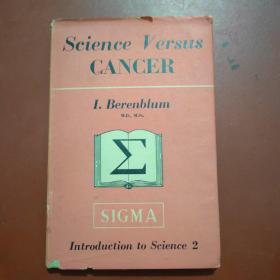 Science Versus
CANCER
I. Berenblum
M.D., M.Sc.
Σ
SIGMA
Introduction to Science 2